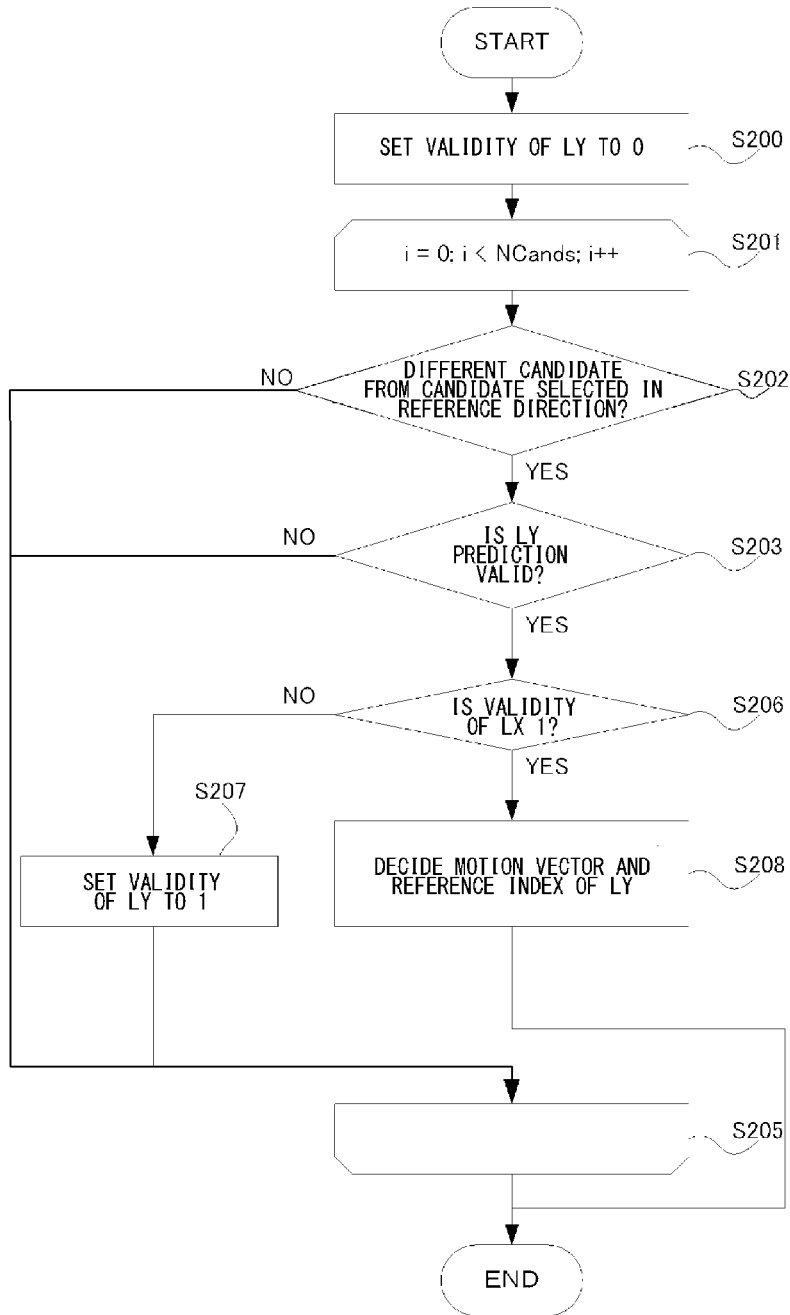 START
SET VALIDITY OF LY TO 0
S200
i = 0; i < NCands; i++
S201
DIFFERENT CANDIDATE
FROM CANDIDATE SELECTED IN
REFERENCE DIRECTION?
S202
NO
YES
IS LY
PREDICTION
VALID?
S203
NO
YES
IS VALIDITY
OF LX 1?
S206
NO
YES
S207
SET VALIDITY
OF LY TO 1
DECIDE MOTION VECTOR AND
REFERENCE INDEX OF LY
S208
S205
END